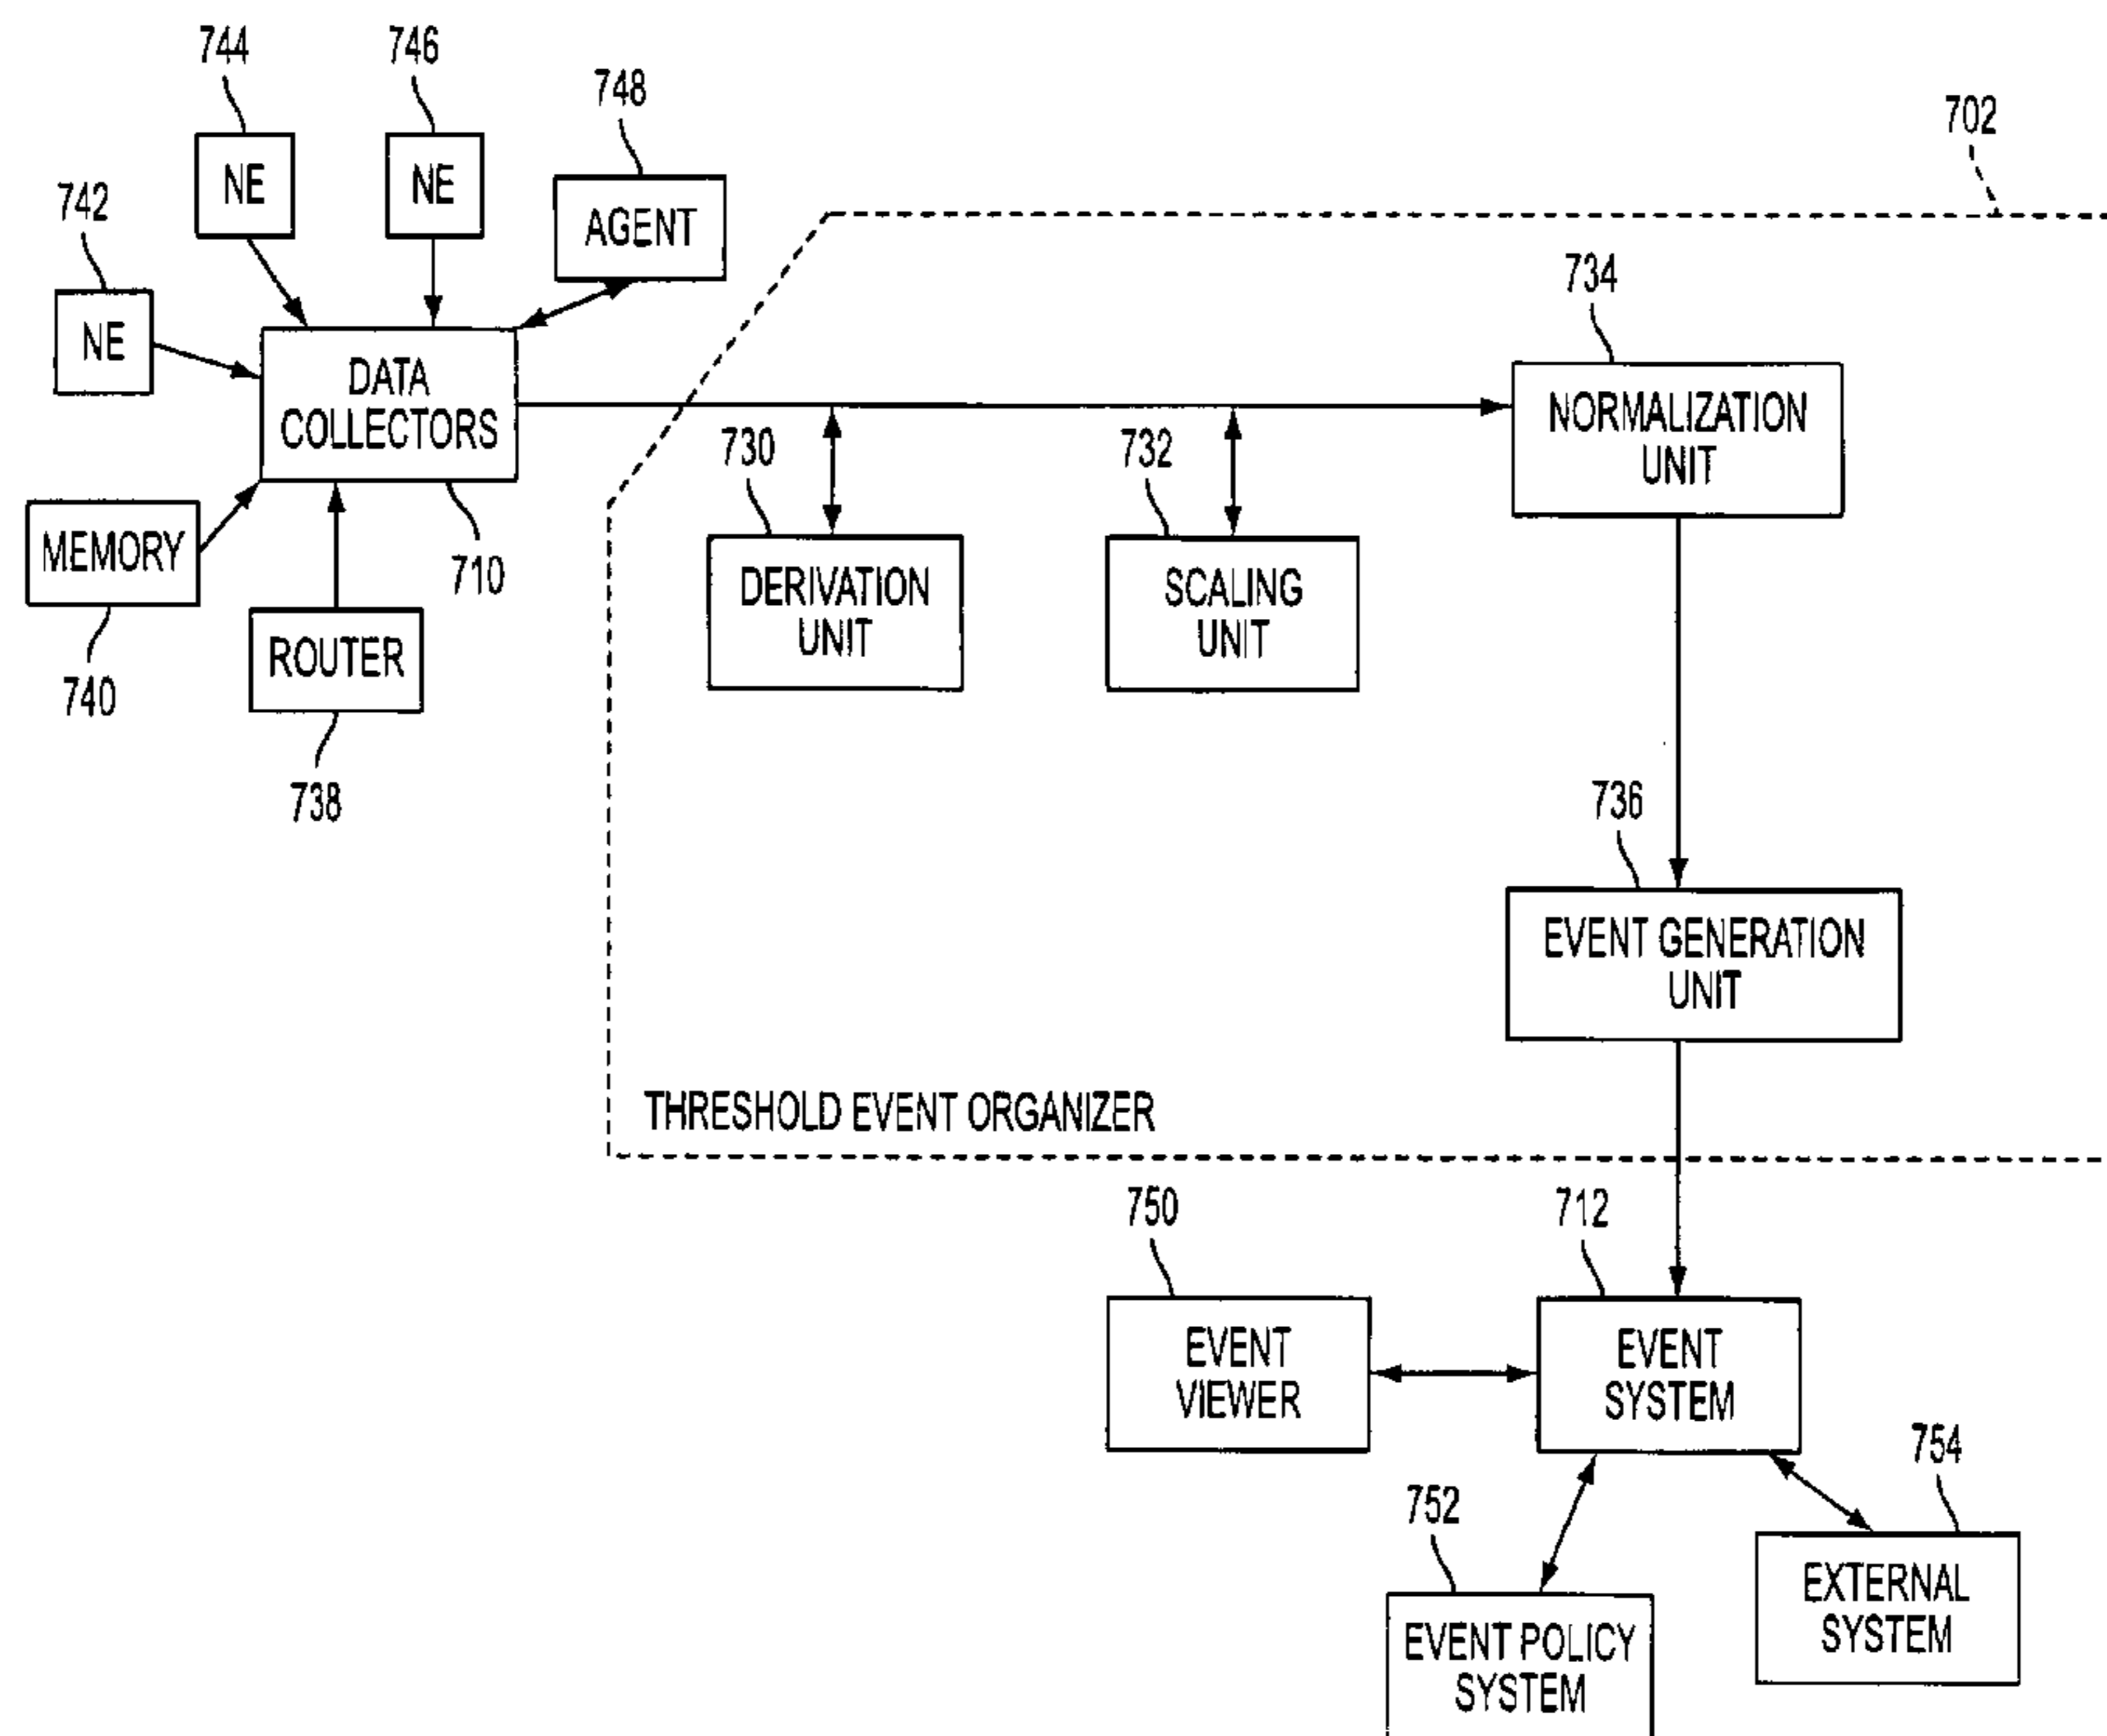 744
746
748
702
NE
NE
AGENT
742
734
NE
DATA
COLLECTORS
NORMALIZATION
UNIT
730
732
MEMORY
710
DERIVATION
UNIT
SCALING
UNIT
740
ROUTER
738
736
EVENT GENERATION
UNIT
THRESHOLD EVENT ORGANIZER
750
712
EVENT
VIEWER
EVENT
SYSTEM
754
752
EXTERNAL
SYSTEM
EVENT POLICY
SYSTEM